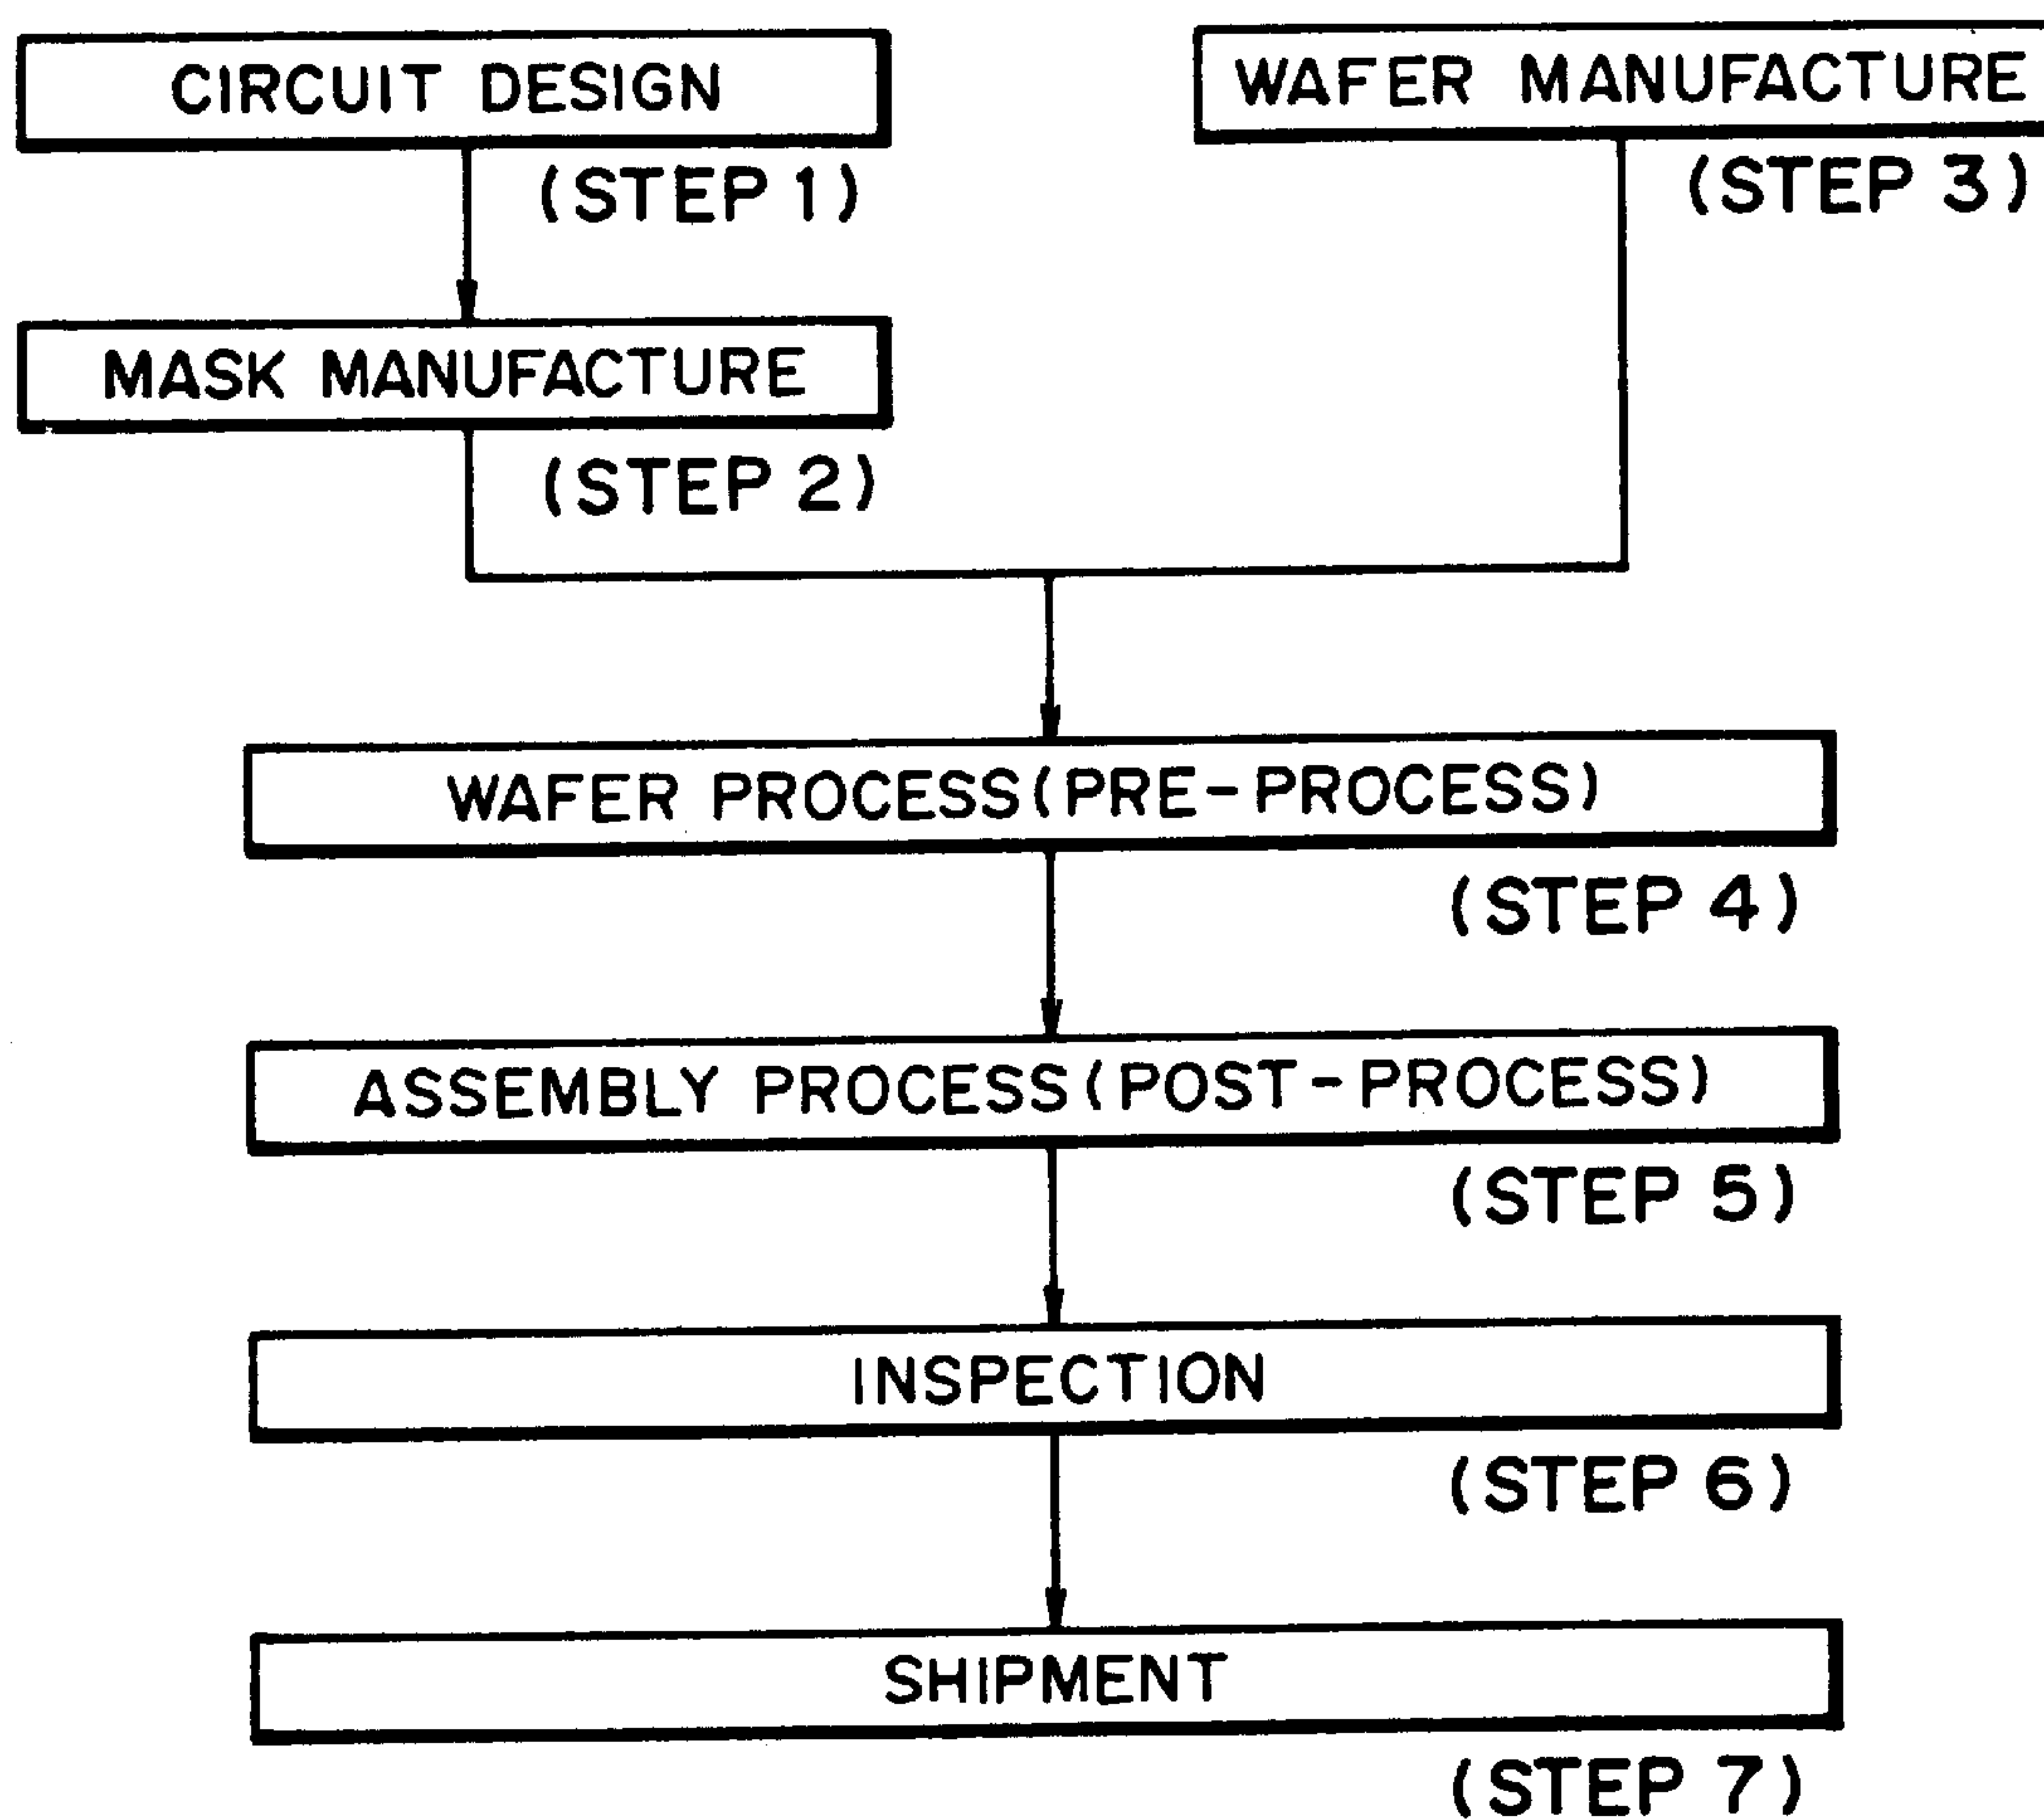 CIRCUIT DESIGN
(STEP 1)
WAFER MANUFACTURE
(STEP 3)
MASK MANUFACTURE
(STEP 2)
WAFER PROCESS(PRE-PROCESS)
(STEP 4)
ASSEMBLY PROCESS(POST-PROCESS)
(STEP 5)
INSPECTION
(STEP 6)
SHIPMENT
(STEP 7)